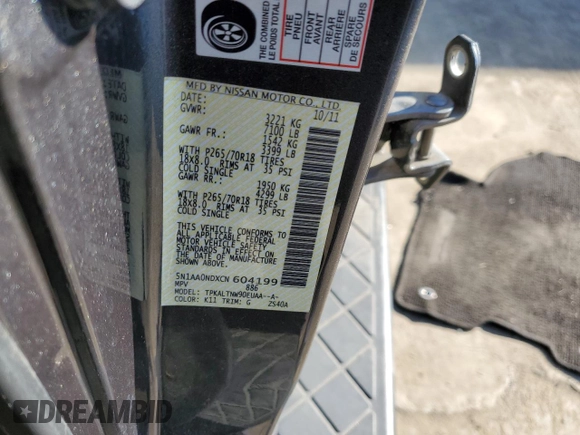 THE COMBINED
LE POIDS TOTAL
TIRE
PNEU
FRONT
AVANT
REAR
ARRIÈRE
SPARE
DE SECOURS
MFD BY NISSAN MOTOR CO., LTD.
DATE: 10/11
GVWR: 3221 KG
7100 LB
GAWR FR.: 1542 KG
3399 LB
WITH P265/70R18 TIRES
18X8.0 RIMS AT 35 PSI
COLD SINGLE
GAWR RR.: 1950 KG
4299 LB
WITH P265/70R18 TIRES
18X8.0 RIMS AT 35 PSI
COLD SINGLE
THIS VEHICLE CONFORMS TO
ALL APPLICABLE FEDERAL
MOTOR VEHICLE SAFETY
STANDARDS IN EFFECT ON
THE DATE OF MANUFACTURE
SHOWN ABOVE.
5N1AA0NDXCN 604199
MPV 886
MODEL: TPKALTNW90EUAA--A-
COLOR: K11 TRIM: G 2S40A
DREAMBID